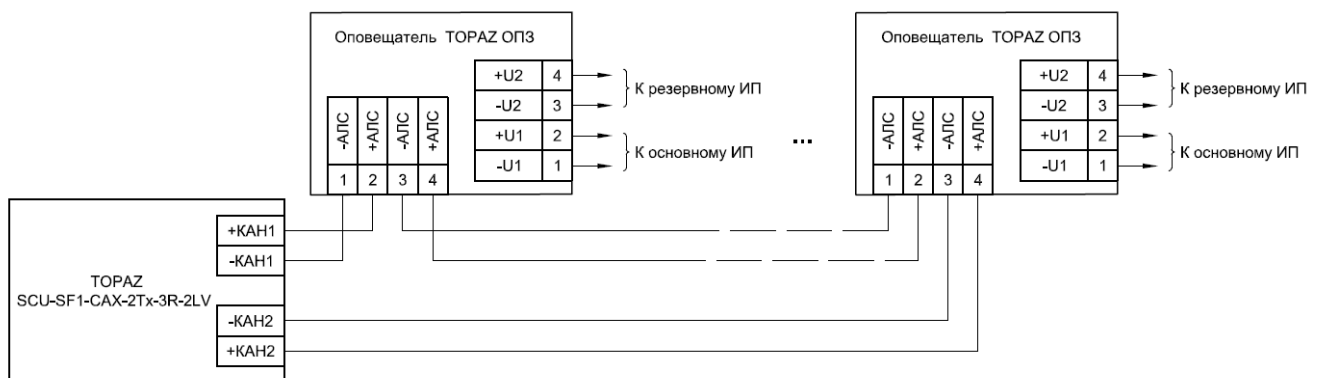 Оповещатель TOPAZ ОПЗ
+U2 4
-U2 3
К резервному ИП
+U1 2
-U1 1
К основному ИП
-АЛС +АЛС -АЛС +АЛС
1 2 3 4
...
Оповещатель TOPAZ ОПЗ
+U2 4
-U2 3
К резервному ИП
+U1 2
-U1 1
К основному ИП
-АЛС +АЛС -АЛС +АЛС
1 2 3 4
+КАН1
-КАН1
TOPAZ
SCU-SF1-CAX-2Tx-3R-2LV
-КАН2
+КАН2